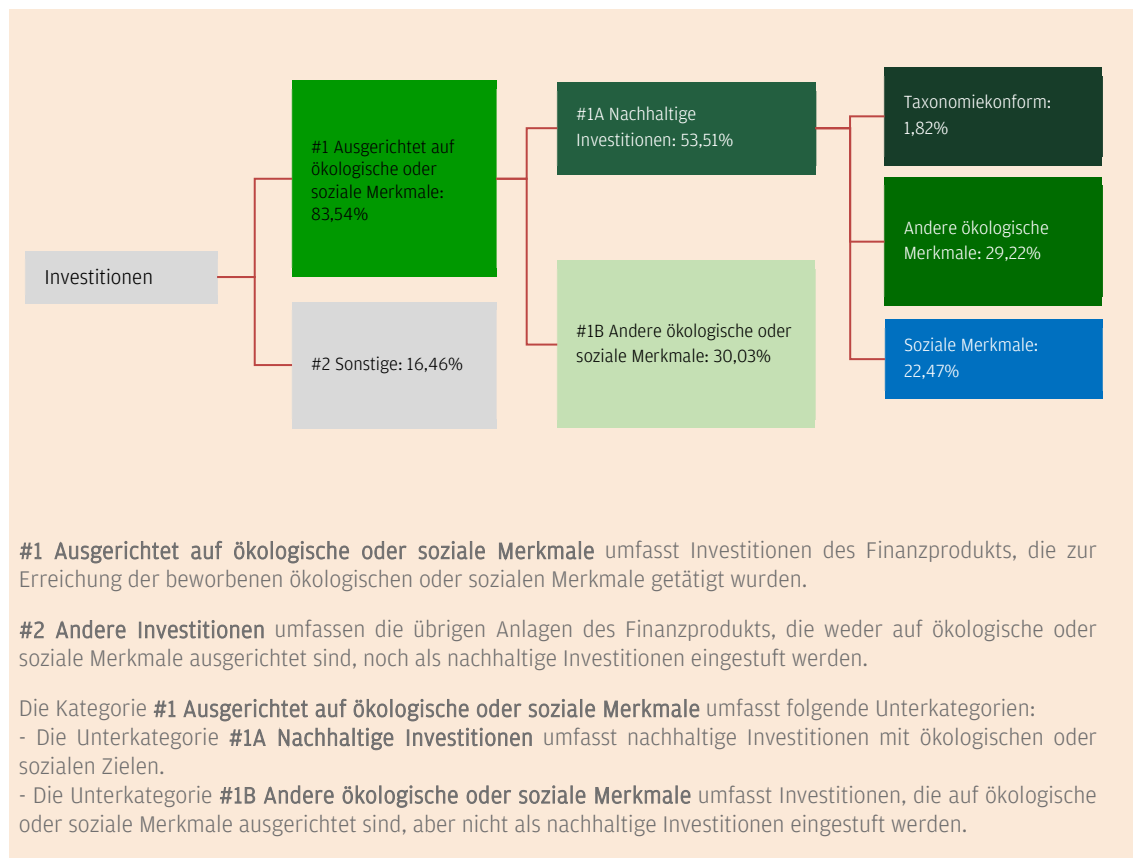 Investitionen
#1 Ausgerichtet auf
ökologische oder
soziale Merkmale:
83,54%
#2 Sonstige: 16,46%
#1A Nachhaltige
Investitionen: 53,51%
#1B Andere ökologische oder
soziale Merkmale: 30,03%
Taxonomiekonform:
1,82%
Andere ökologische
Merkmale: 29,22%
Soziale Merkmale:
22,47%
#1 Ausgerichtet auf ökologische oder soziale Merkmale umfasst Investitionen des Finanzprodukts, die zur
Erreichung der beworbenen ökologischen oder sozialen Merkmale getätigt wurden.
#2 Andere Investitionen umfassen die übrigen Anlagen des Finanzprodukts, die weder auf ökologische oder
soziale Merkmale ausgerichtet sind, noch als nachhaltige Investitionen eingestuft werden.
Die Kategorie #1 Ausgerichtet auf ökologische oder soziale Merkmale umfasst folgende Unterkategorien:
- Die Unterkategorie #1A Nachhaltige Investitionen umfasst nachhaltige Investitionen mit ökologischen oder
sozialen Zielen.
- Die Unterkategorie #1B Andere ökologische oder soziale Merkmale umfasst Investitionen, die auf ökologische
oder soziale Merkmale ausgerichtet sind, aber nicht als nachhaltige Investitionen eingestuft werden.